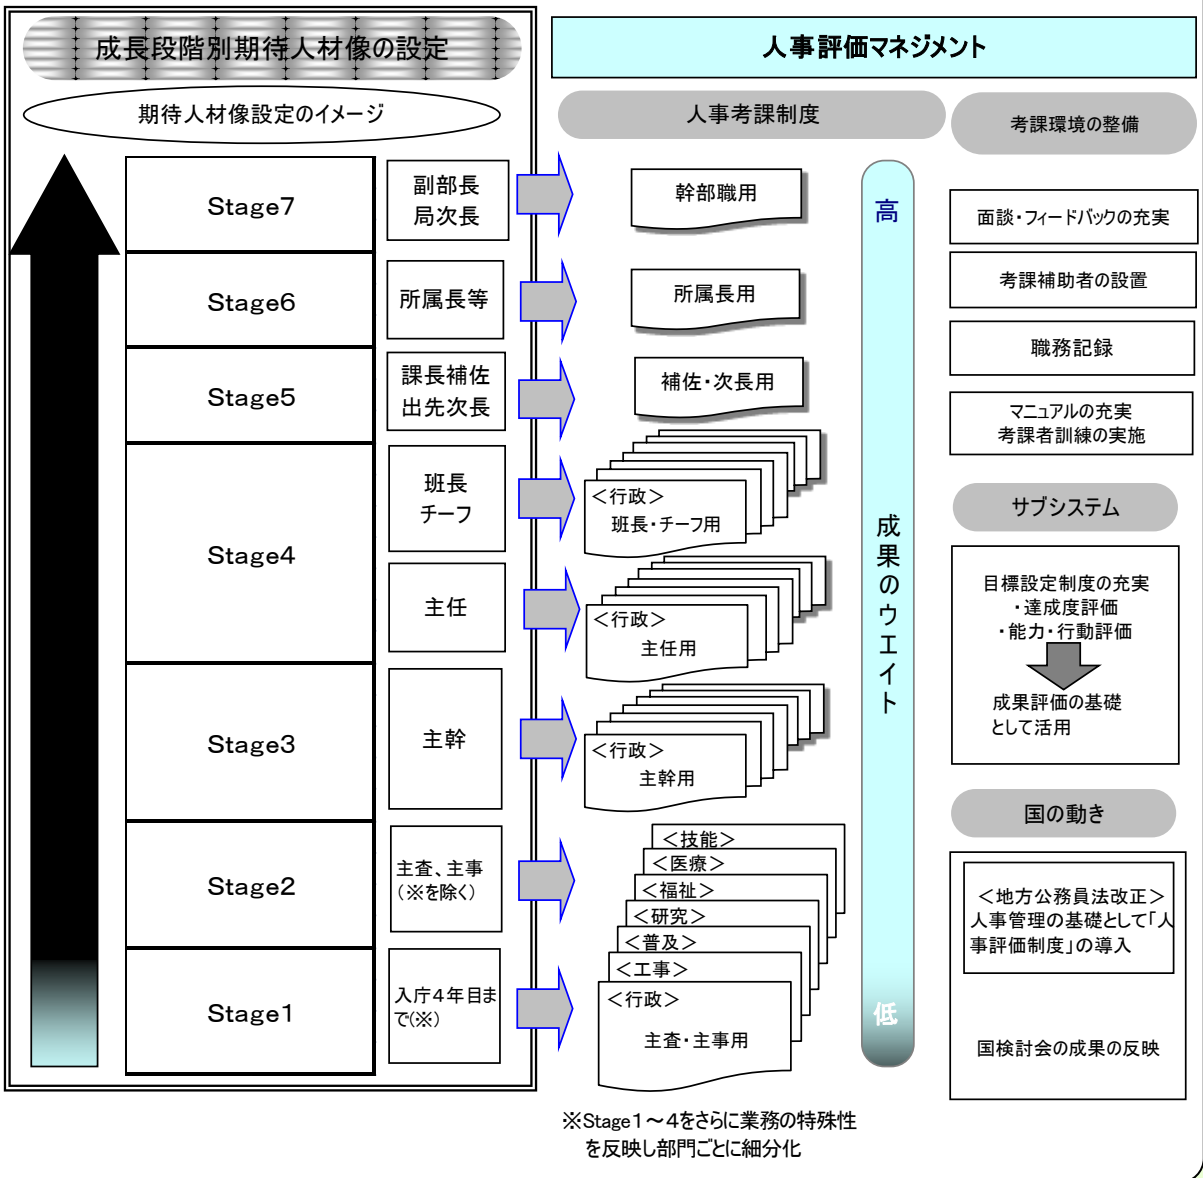 成長段階別期待人材像の設定
期待人材像設定のイメージ
Stage7
副部長
局次長
Stage6
所属長等
Stage5
課長補佐
出先次長
Stage4
班長
チーフ
主任
Stage3
主幹
Stage2
主査、主事
(※を除く)
Stage1
入庁4年目ま
で(※)
人事評価マネジメント
人事考課制度
幹部職用
所属長用
補佐・次長用
<行政>
班長・チーフ用
<行政>
主任用
<行政>
主幹用
<技能>
<医療>
<福祉>
<研究>
<普及>
<工事>
<行政>
主査・主事用
高
成果のウエイト
低
※Stage1～4をさらに業務の特殊性
を反映し部門ごとに細分化
考課環境の整備
面談・フィードバックの充実
考課補助者の設置
職務記録
マニュアルの充実
考課者訓練の実施
サブシステム
目標設定制度の充実
・達成度評価
・能力・行動評価
成果評価の基礎
として活用
国の動き
<地方公務員法改正>
人事管理の基礎として「人
事評価制度」の導入
国検討会の成果の反映